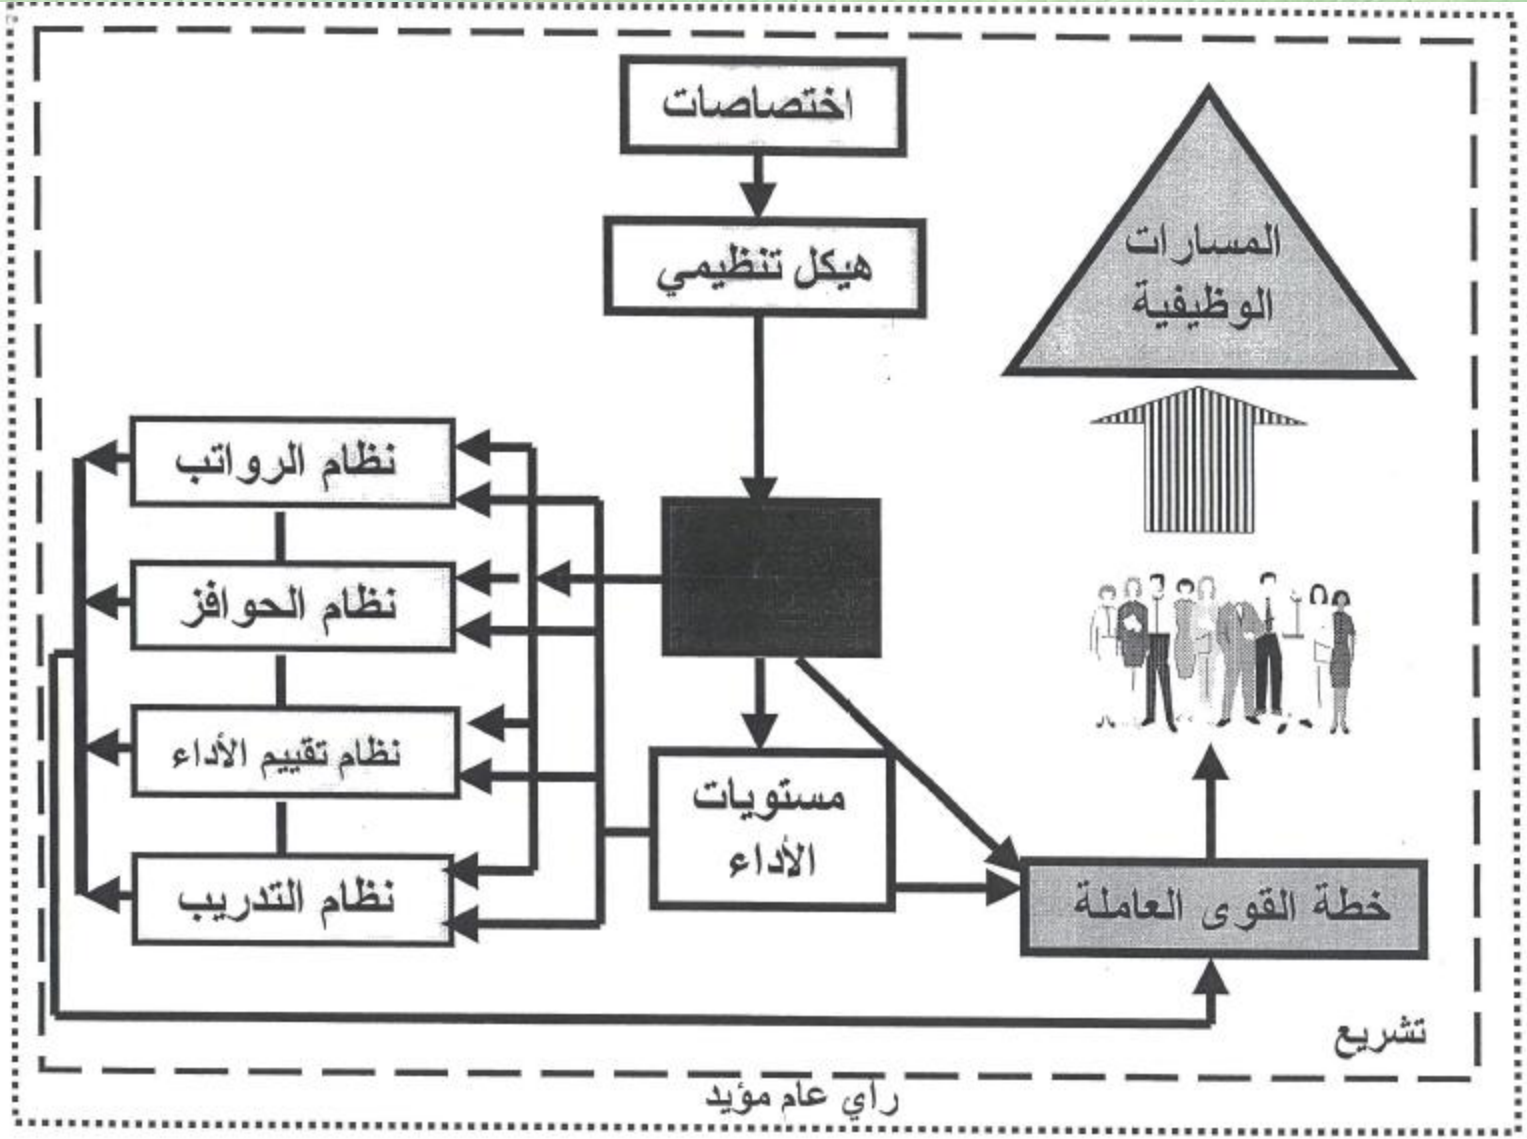 اختصاصات
هيكل تنظيمي
المسارات
الوظيفية
نظام الرواتب
نظام الحوافز
نظام تقييم الأداء
نظام التدريب
مستويات
الأداء
خطة القوى العاملة
تشريع
رأي عام مؤيد